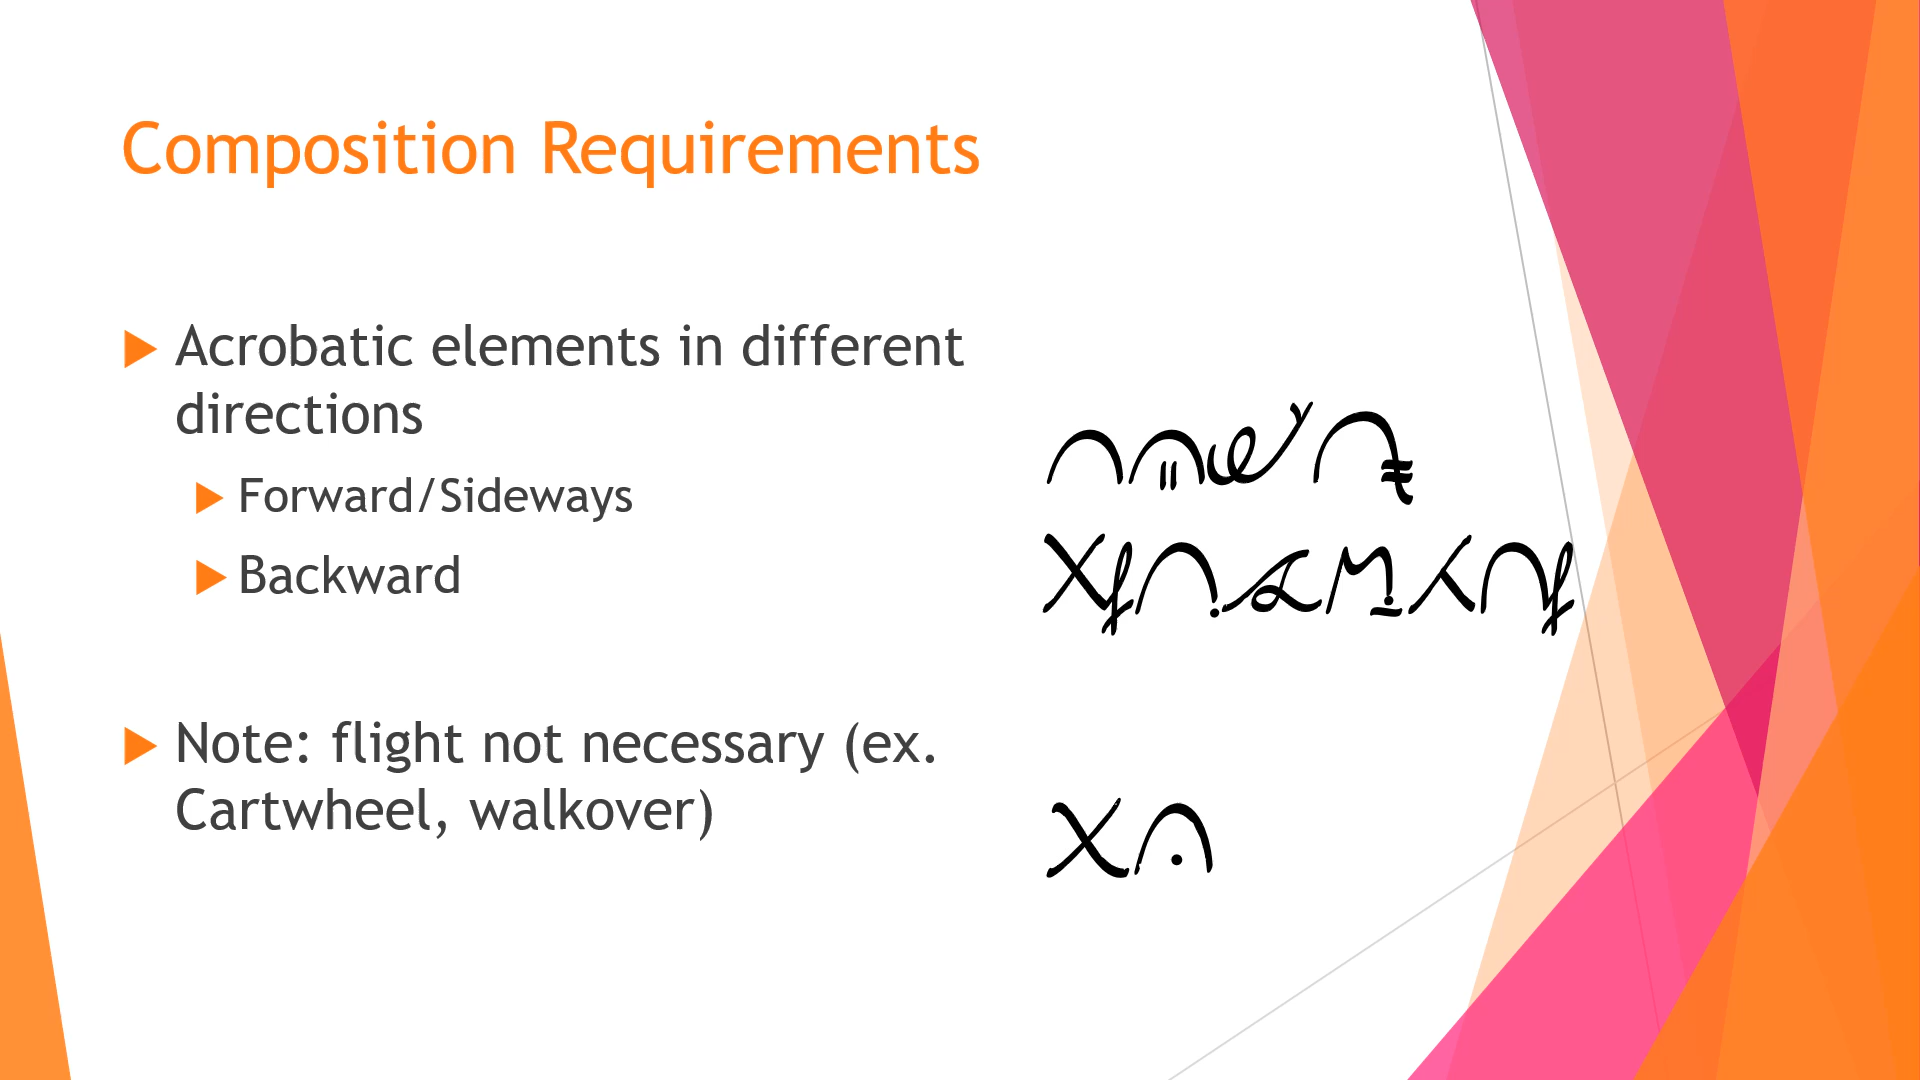 Composition Requirements
Acrobatic elements in different
directions
Forward/Sideways
Backward
Note: flight not necessary (ex.
Cartwheel, walkover)